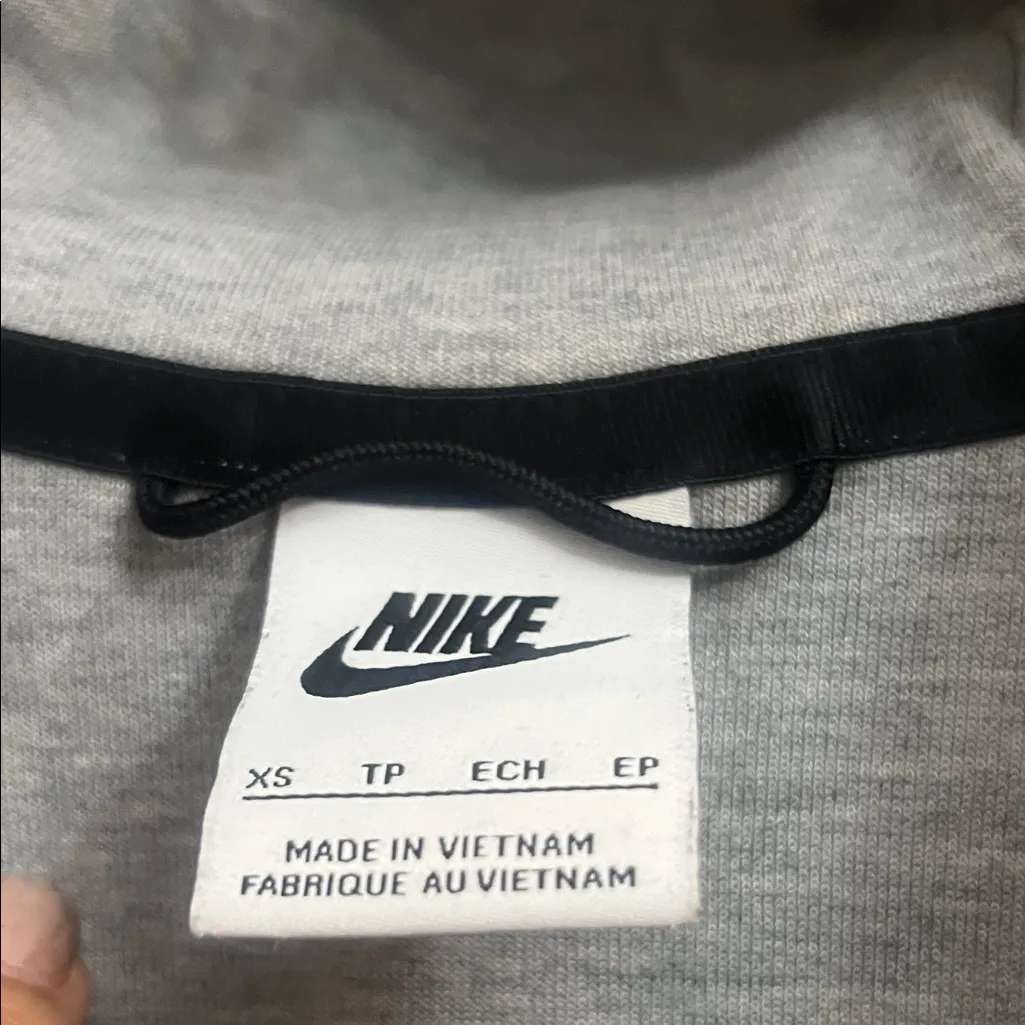 NIKE
XS TP ECH EP
MADE IN VIETNAM
FABRIQUE AU VIETNAM